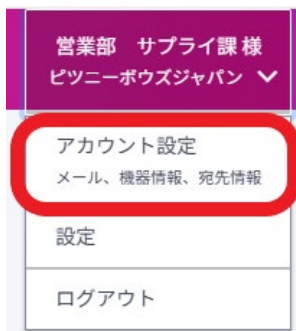 営業部　サプライ課 様
ピツニーボウズジャパン
アカウント設定
メール、機器情報、宛先情報
設定
ログアウト